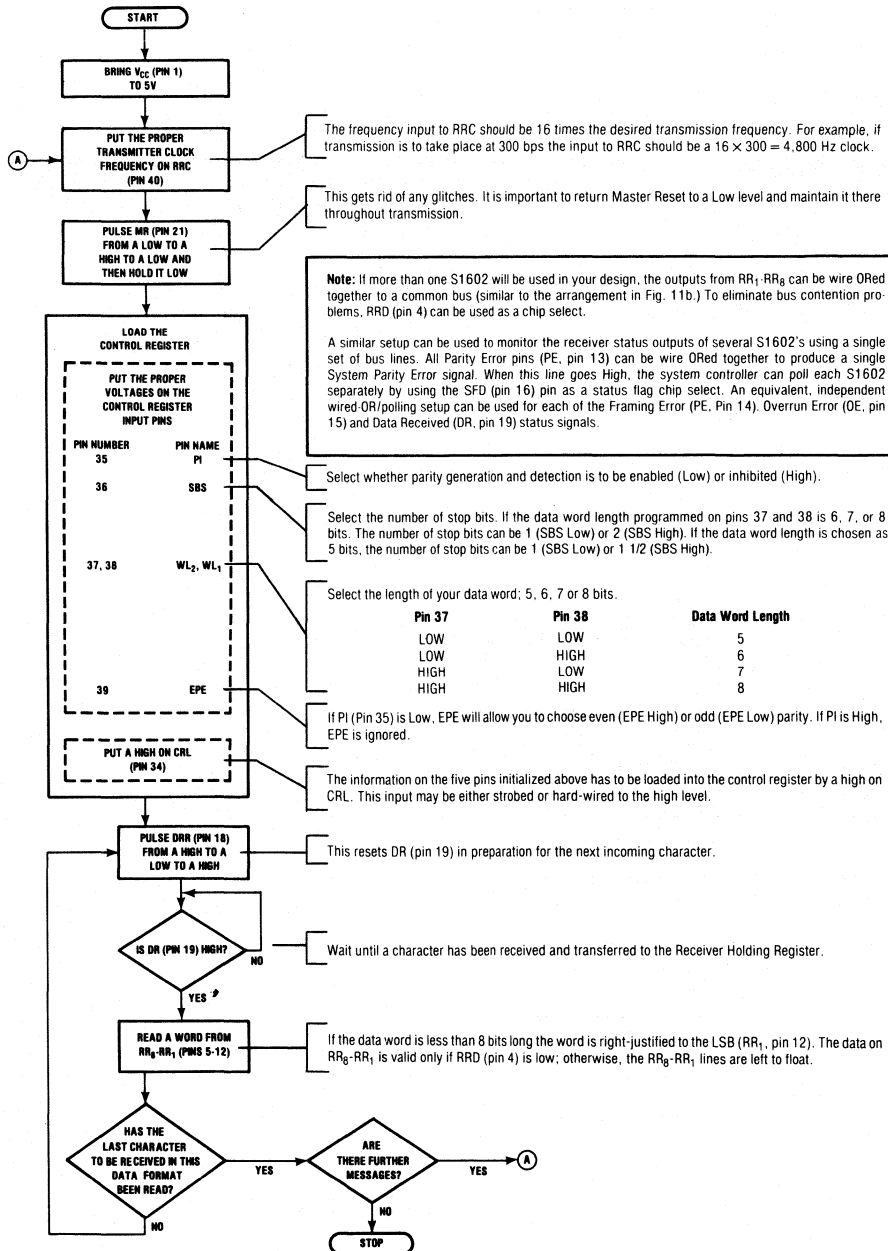 START
BRING VCC (PIN 1)
TO 5V
A
PUT THE PROPER
TRANSMITTER CLOCK
FREQUENCY ON RRC
(PIN 40)
The frequency input to RRC should be 16 times the desired transmission frequency. For example, if
transmission is to take place at 300 bps the input to RRC should be a 16 × 300 = 4,800 Hz clock.
PULSE MR (PIN 21)
FROM A LOW TO A
HIGH TO A LOW AND
THEN HOLD IT LOW
This gets rid of any glitches. It is important to return Master Reset to a Low level and maintain it there
throughout transmission.
Note: If more than one S1602 will be used in your design, the outputs from RR1-RR8 can be wire ORed
together to a common bus (similar to the arrangement in Fig. 11b.) To eliminate bus contention pro-
blems, RRD (pin 4) can be used as a chip select.
A similar setup can be used to monitor the receiver status outputs of several S1602's using a single
set of bus lines. All Parity Error pins (PE, pin 13) can be wire ORed together to produce a single
System Parity Error signal. When this line goes High, the system controller can poll each S1602
separately by using the SFD (pin 16) pin as a status flag chip select. An equivalent, independent
wired-OR/polling setup can be used for each of the Framing Error (PE, Pin 14). Overrun Error (OE, pin
15) and Data Received (DR, pin 19) status signals.
LOAD THE
CONTROL REGISTER
PUT THE PROPER
VOLTAGES ON THE
CONTROL REGISTER
INPUT PINS
PIN NUMBER PIN NAME
35 PI
Select whether parity generation and detection is to be enabled (Low) or inhibited (High).
36 SBS
Select the number of stop bits. If the data word length programmed on pins 37 and 38 is 6, 7, or 8
bits. The number of stop bits can be 1 (SBS Low) or 2 (SBS High). If the data word length is chosen as
5 bits, the number of stop bits can be 1 (SBS Low) or 1 1/2 (SBS High).
37, 38 WL2, WL1
Select the length of your data word; 5, 6, 7 or 8 bits.
Pin 37 Pin 38 Data Word Length
LOW LOW 5
LOW HIGH 6
HIGH LOW 7
HIGH HIGH 8
39 EPE
If PI (Pin 35) is Low, EPE will allow you to choose even (EPE High) or odd (EPE Low) parity. If PI is High,
EPE is ignored.
PUT A HIGH ON CRL
(PIN 34)
The information on the five pins initialized above has to be loaded into the control register by a high on
CRL. This input may be either strobed or hard-wired to the high level.
PULSE DRR (PIN 18)
FROM A HIGH TO A
LOW TO A HIGH
This resets DR (pin 19) in preparation for the next incoming character.
IS DR (PIN 19) HIGH?
NO
Wait until a character has been received and transferred to the Receiver Holding Register.
YES
READ A WORD FROM
RR8-RR1 (PINS 5-12)
If the data word is less than 8 bits long the word is right-justified to the LSB (RR1, pin 12). The data on
RR8-RR1 is valid only if RRD (pin 4) is low; otherwise, the RR8-RR1 lines are left to float.
HAS THE
LAST CHARACTER
TO BE RECEIVED IN THIS
DATA FORMAT
BEEN READ?
YES
NO
ARE
THERE FURTHER
MESSAGES?
YES
A
NO
STOP